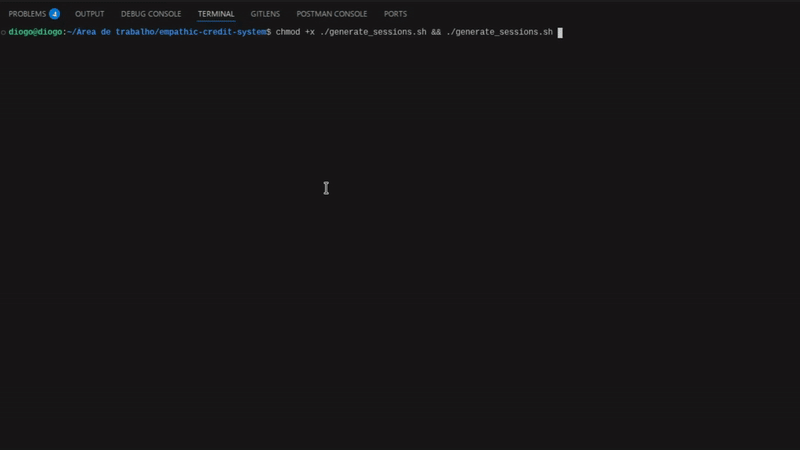 PROBLEMS 4 OUTPUT DEBUG CONSOLE TERMINAL GITLENS POSTMAN CONSOLE PORTS
diogo@diogo:~/Área de trabalho/empathic-credit-system$ chmod +x ./generate_sessions.sh && ./generate_sessions.sh